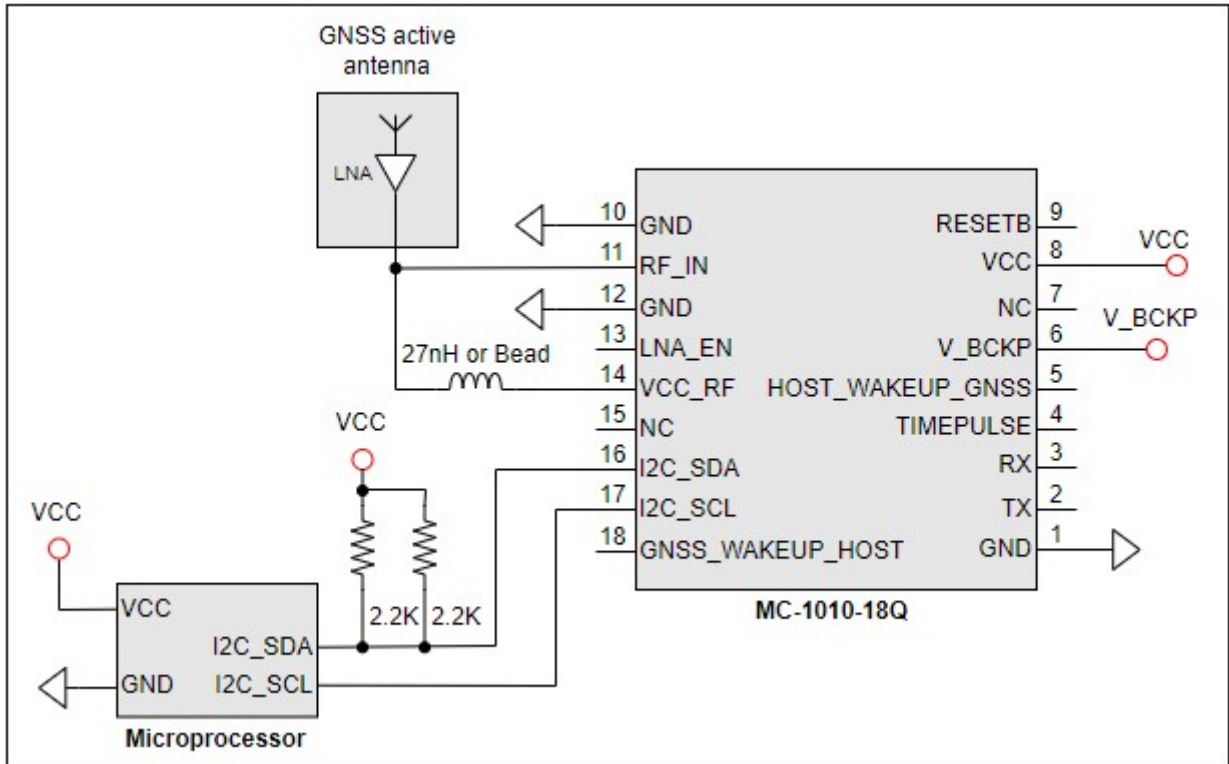 GNSS active
antenna
LNA
10 GND
11 RF_IN
12 GND
13 LNA_EN
27nH or Bead
14 VCC_RF
15 NC
16 I2C_SDA
17 I2C_SCL
18 GNSS_WAKEUP_HOST
RESETB 9
VCC 8
VCC
NC 7
V_BCKP 6
V_BCKP
HOST_WAKEUP_GNSS 5
TIMEPULSE 4
RX 3
TX 2
GND 1
MC-1010-18Q
VCC
2.2K 2.2K
VCC
VCC
I2C_SDA
GND I2C_SCL
Microprocessor